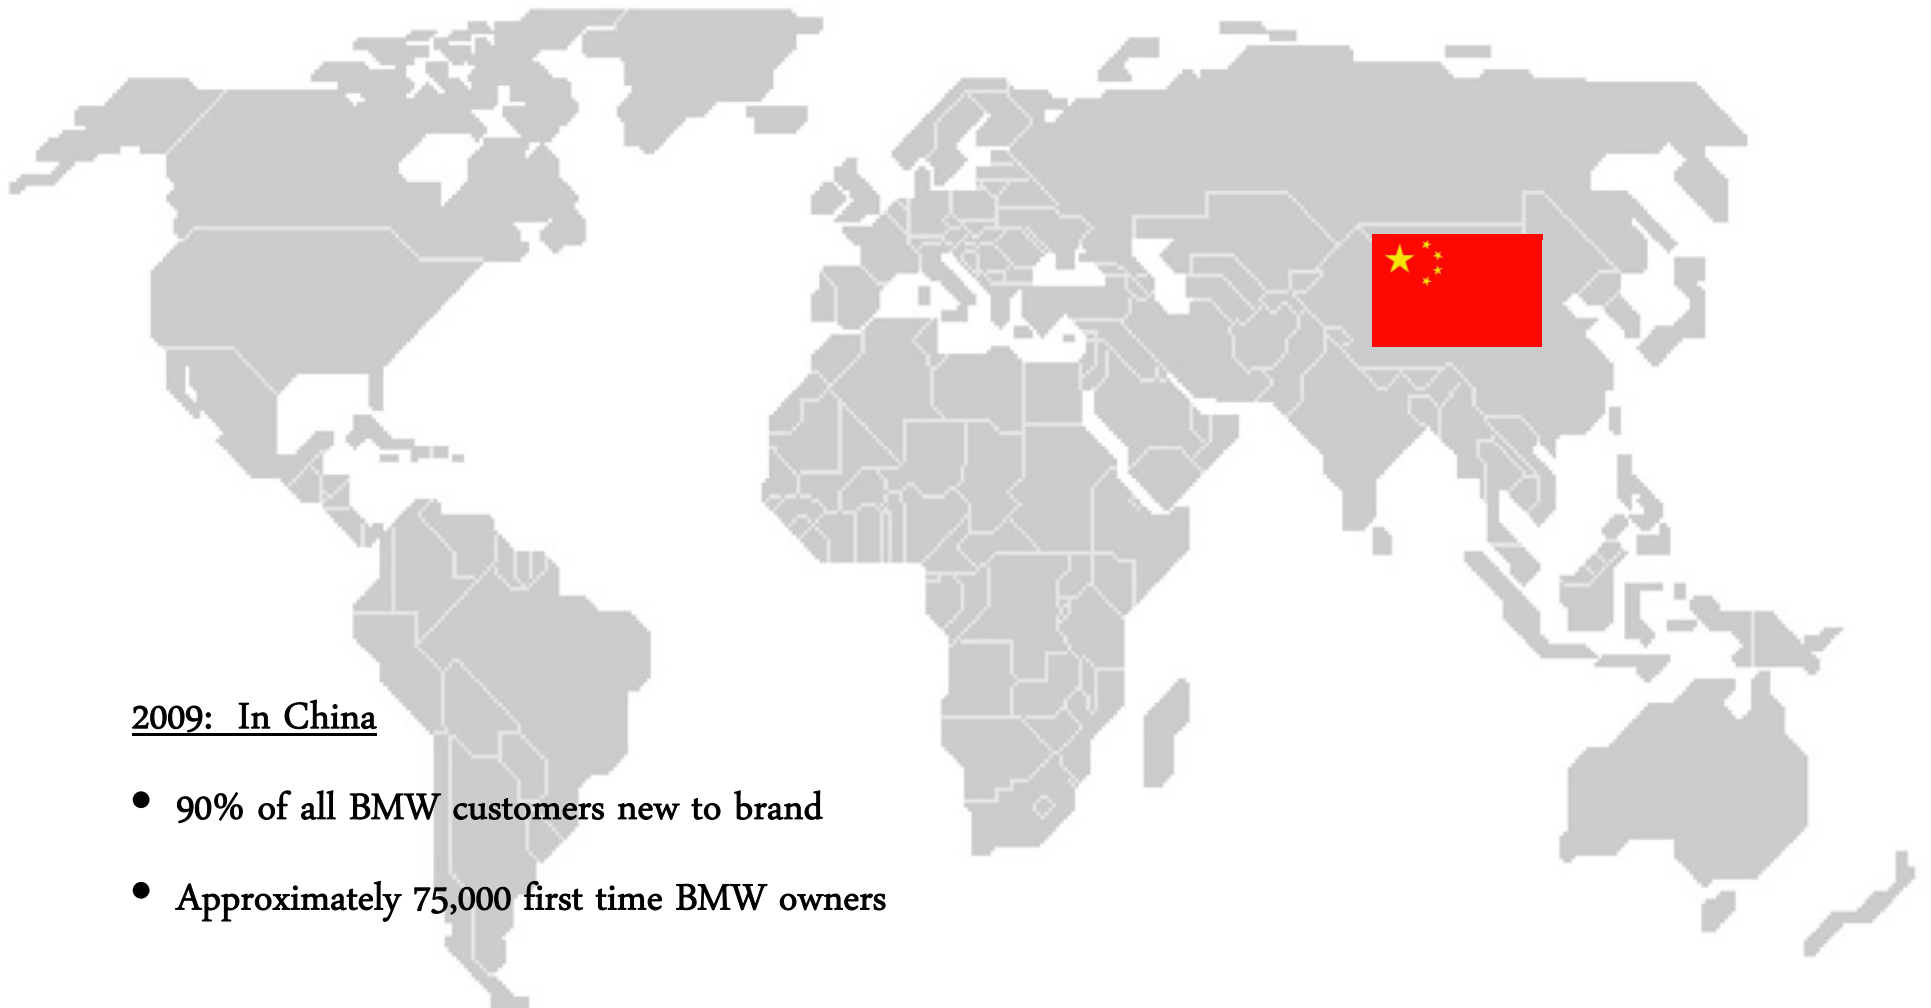 2009: In China
• 90% of all BMW customers new to brand
• Approximately 75,000 first time BMW owners